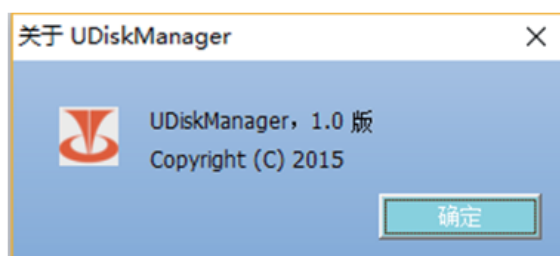 关于 UDiskManager
UDiskManager，1.0 版
Copyright (C) 2015
确定